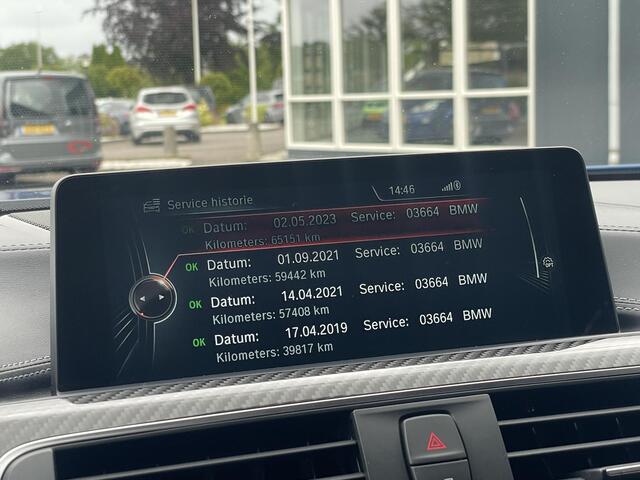 Service historie 14:46
OK Datum: 02.05.2023 Service: 03664 BMW
Kilometers: 65151 km
OK Datum: 01.09.2021 Service: 03664 BMW
Kilometers: 59442 km
OK Datum: 14.04.2021 Service: 03664 BMW
Kilometers: 57408 km
OK Datum: 17.04.2019 Service: 03664 BMW
Kilometers: 39817 km